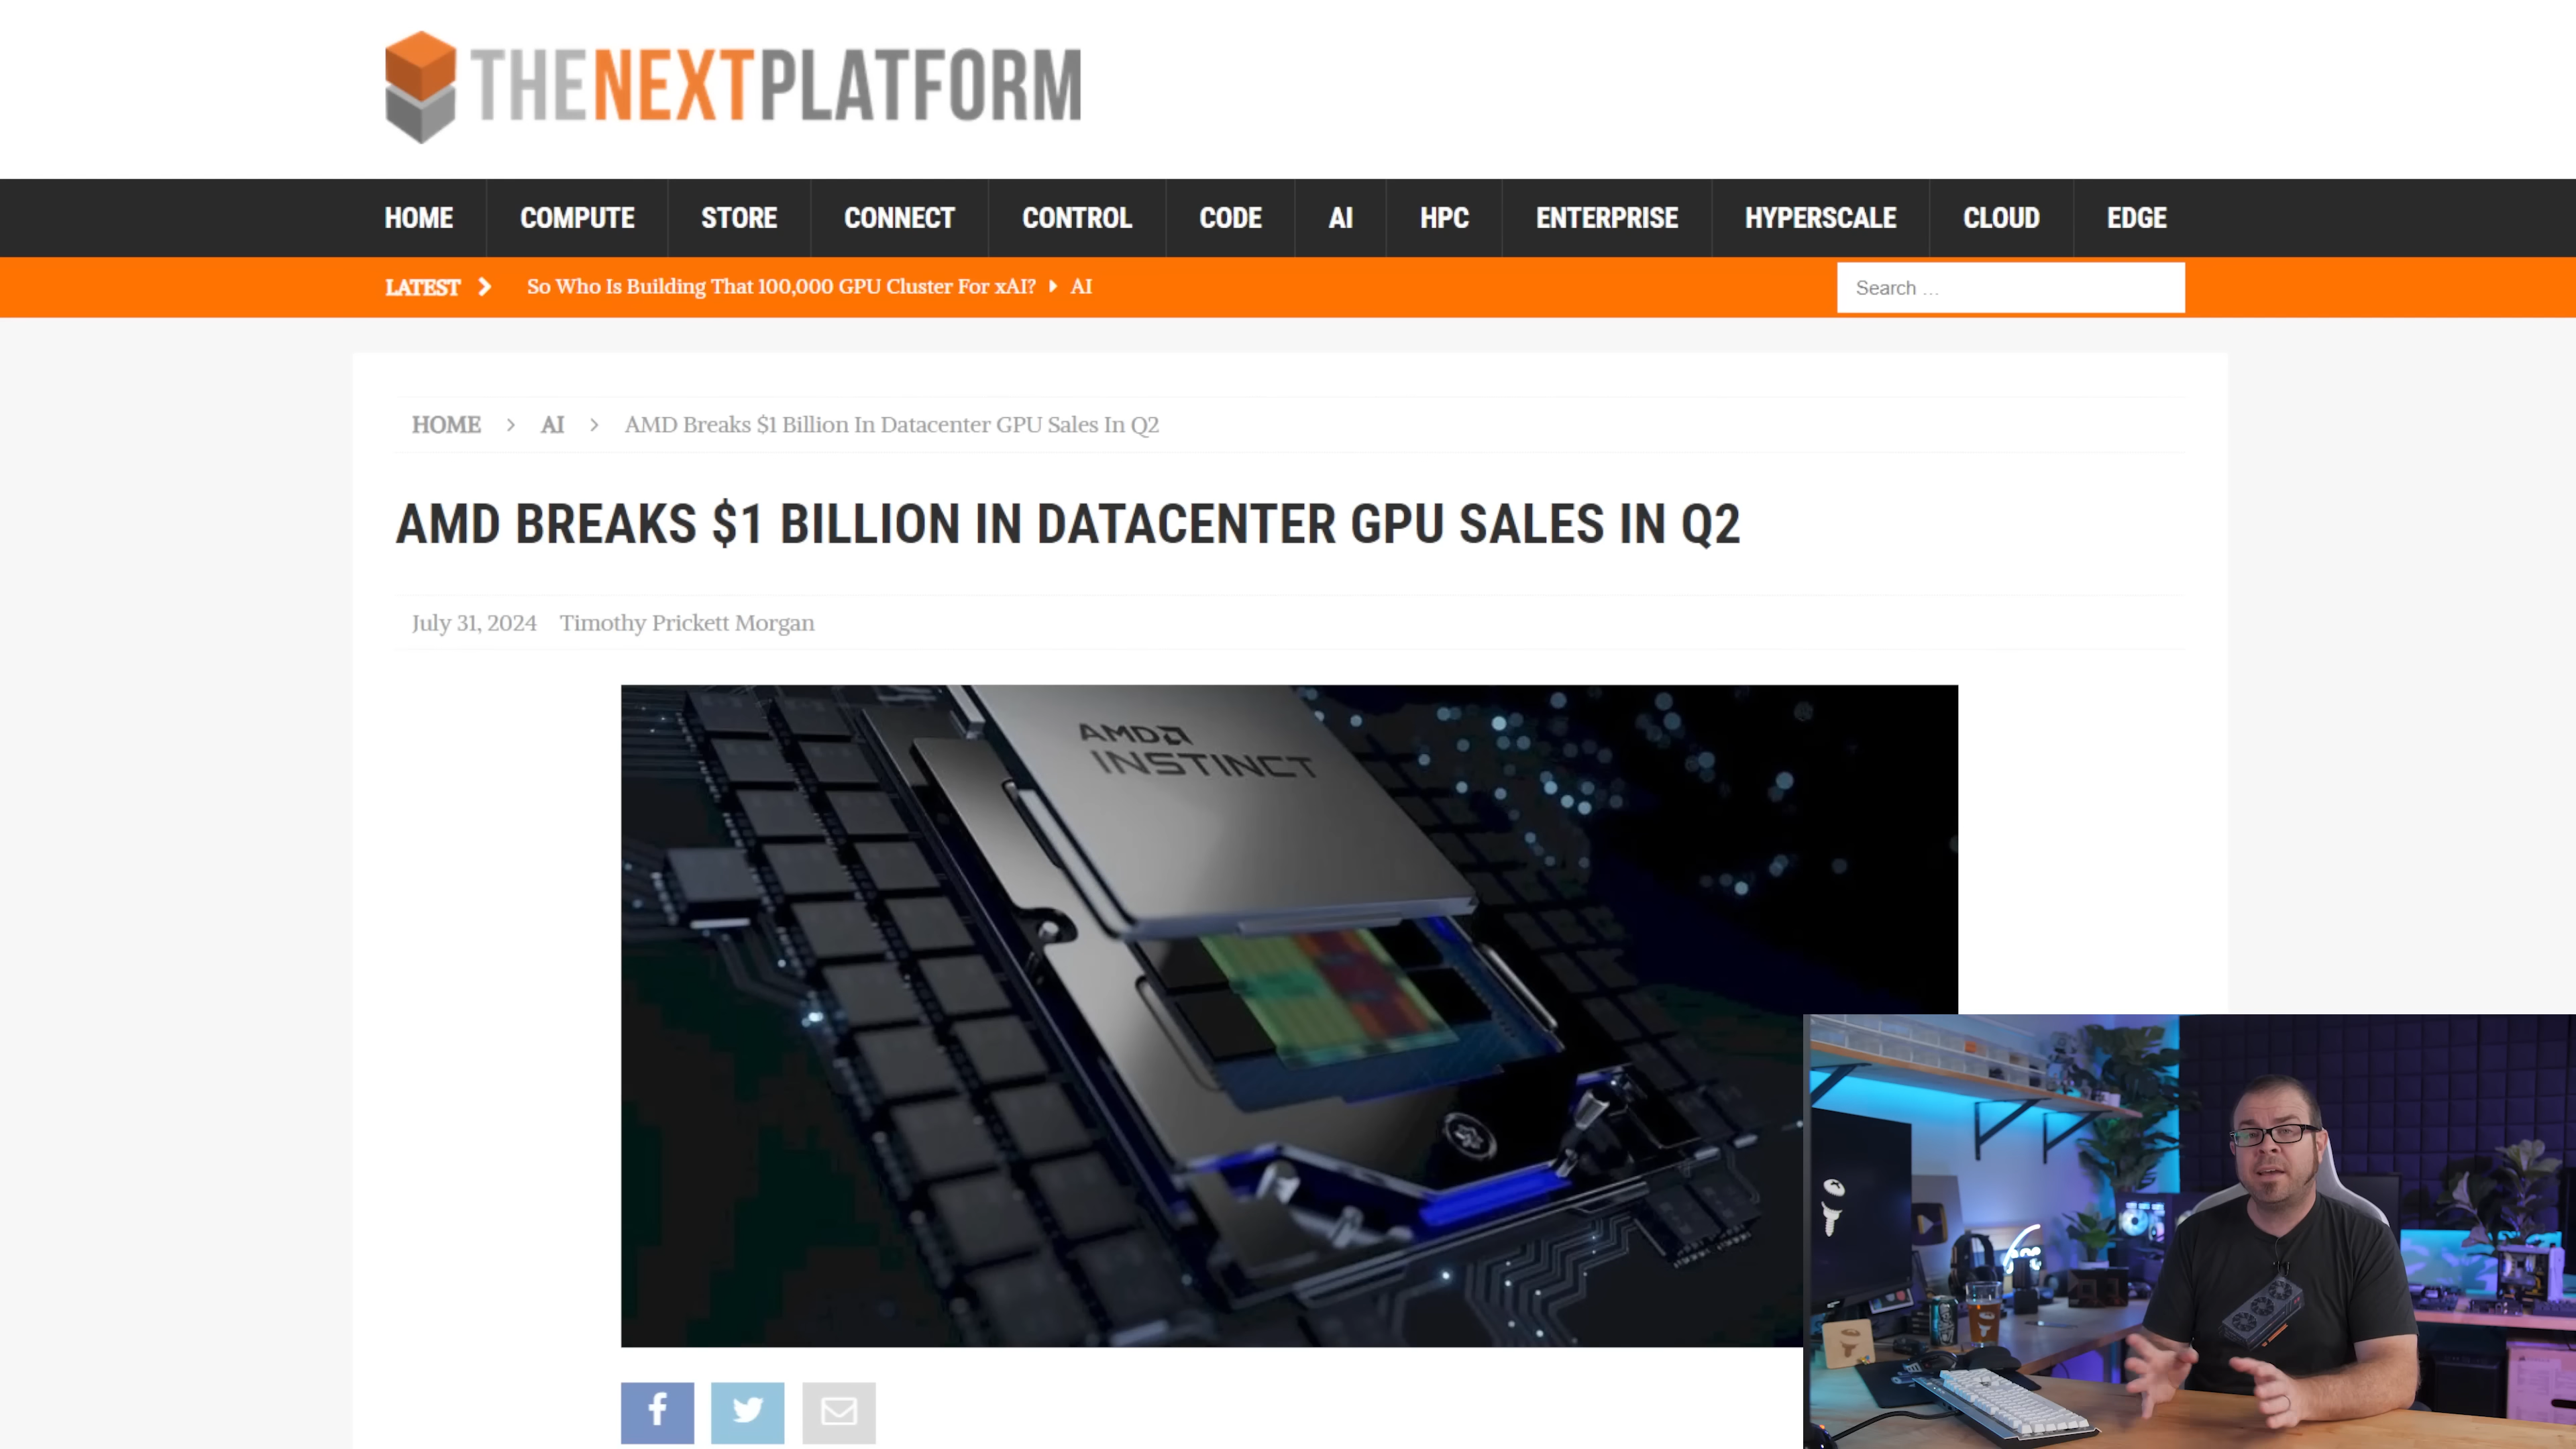 THENEXTPLATFORM
HOME COMPUTE STORE CONNECT CONTROL CODE AI HPC ENTERPRISE HYPERSCALE CLOUD EDGE
LATEST So Who Is Building That 100,000 GPU Cluster For xAI? AI Search ...
HOME > AI > AMD Breaks $1 Billion In Datacenter GPU Sales In Q2
AMD BREAKS $1 BILLION IN DATACENTER GPU SALES IN Q2
July 31, 2024 Timothy Prickett Morgan
AMD
INSTINCT